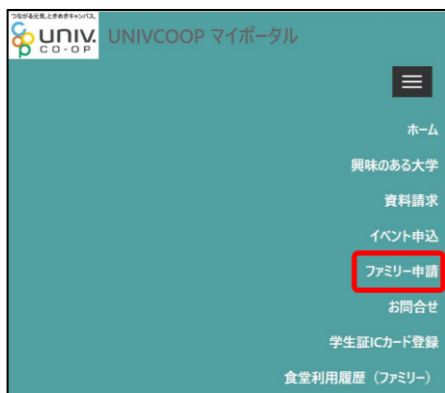 つながる元気、ときめきキャンパス。
UNIV.
CO-OP
UNIVCOOP マイポータル
ホーム
興味のある大学
資料請求
イベント申込
ファミリー申請
お問合せ
学生証ICカード登録
食堂利用履歴（ファミリー）